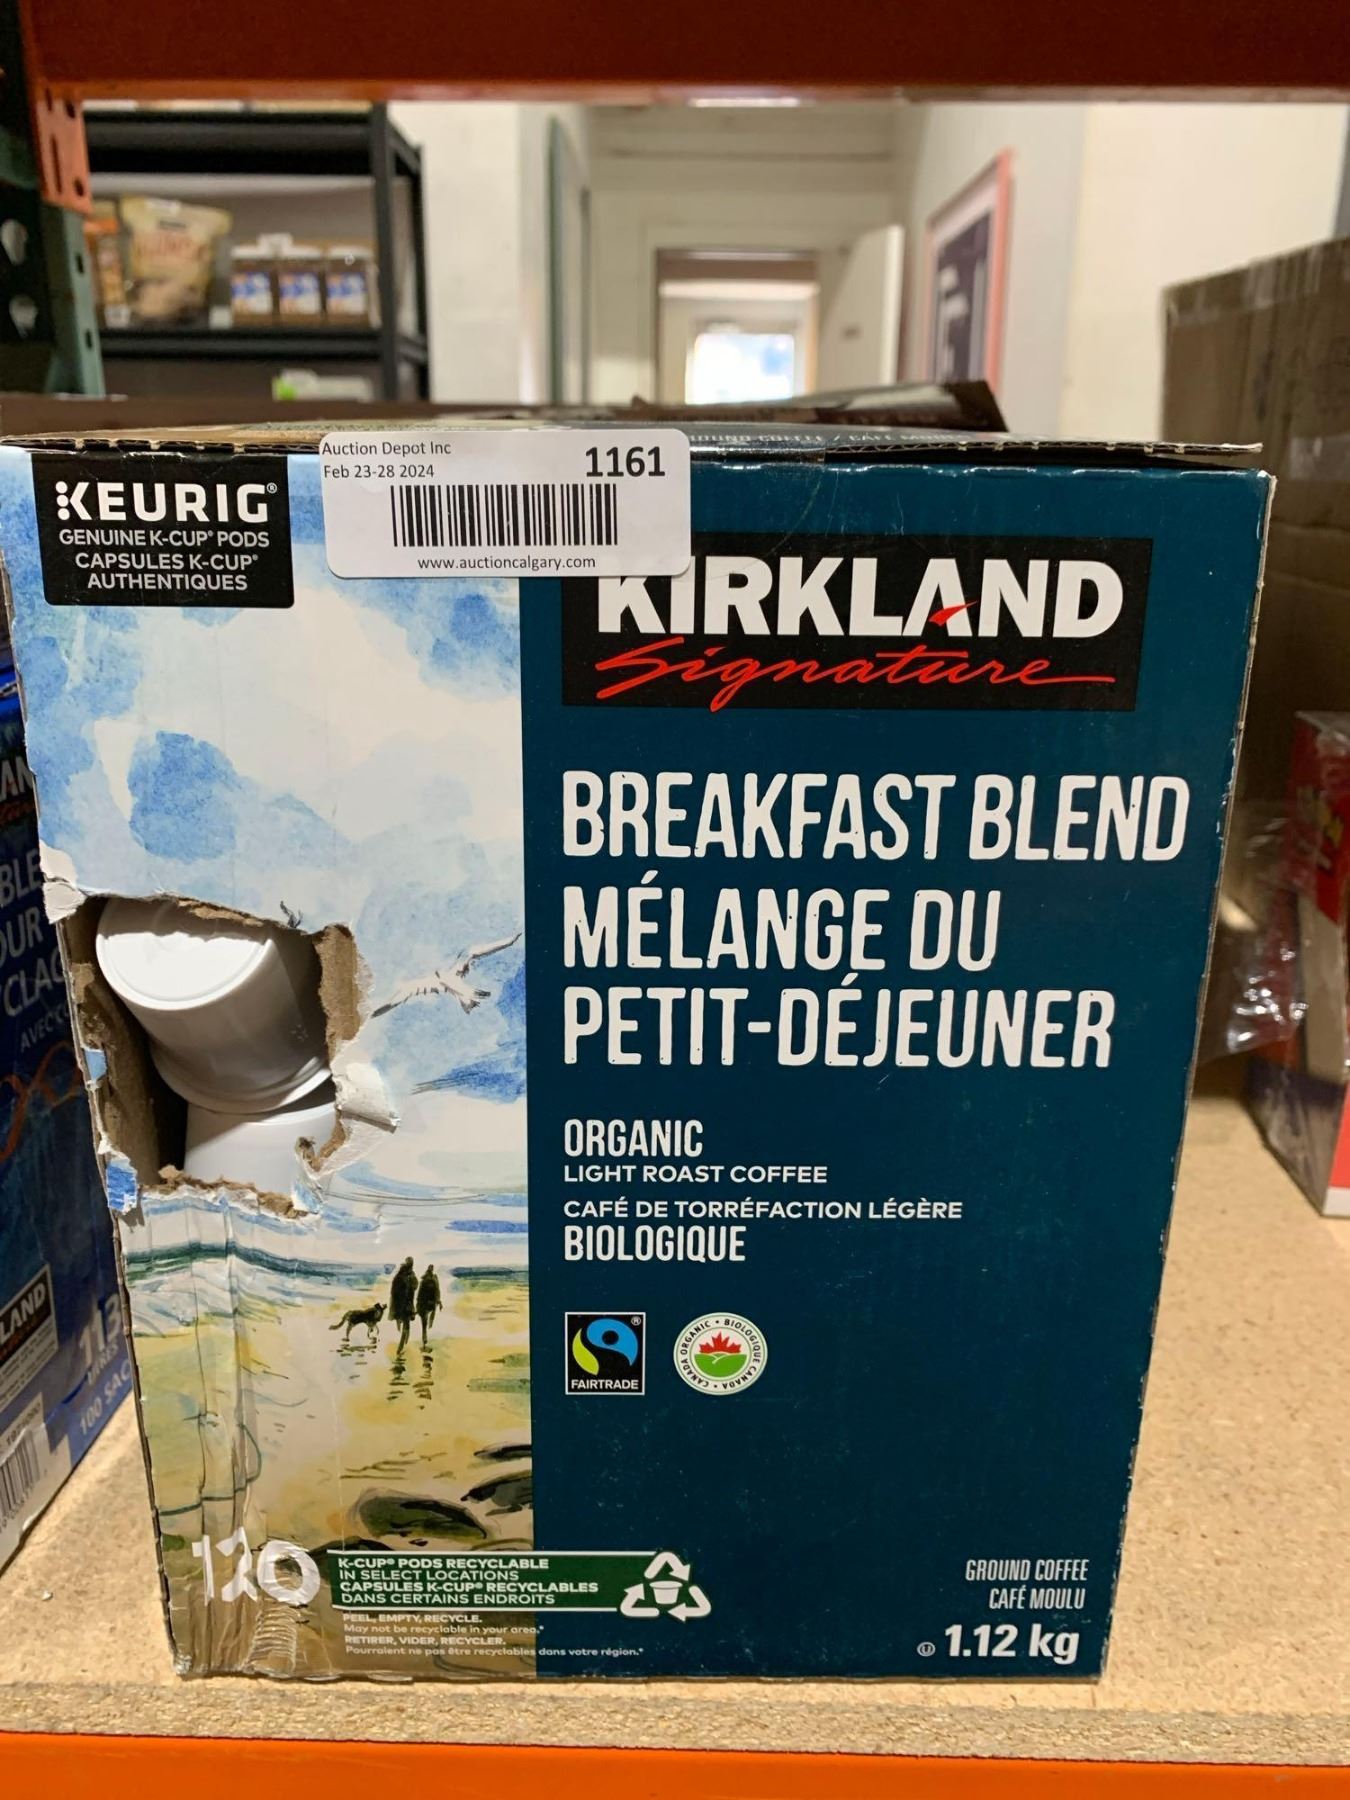 Auction Depot Inc
Feb 23-28 2024
1161
www.auctioncalgary.com
KEURIG®
GENUINE K-CUP® PODS
CAPSULES K-CUP®
AUTHENTIQUES
KIRKLAND
Signature
BREAKFAST BLEND
MÉLANGE DU
PETIT-DÉJEUNER
ORGANIC
LIGHT ROAST COFFEE
CAFÉ DE TORRÉFACTION LÉGÈRE
BIOLOGIQUE
FAIRTRADE
CANADA ORGANIC • BIOLOGIQUE CANADA •
120
K-CUP® PODS RECYCLABLE
IN SELECT LOCATIONS
CAPSULES K-CUP® RECYCLABLES
DANS CERTAINS ENDROITS
PEEL, EMPTY, RECYCLE.
May not be recyclable in your area.*
RETIRER, VIDER, RECYCLER.
Pourraient ne pas être recyclables dans votre région.*
GROUND COFFEE
CAFÉ MOULU
1.12 kg
LAND
100 SAC